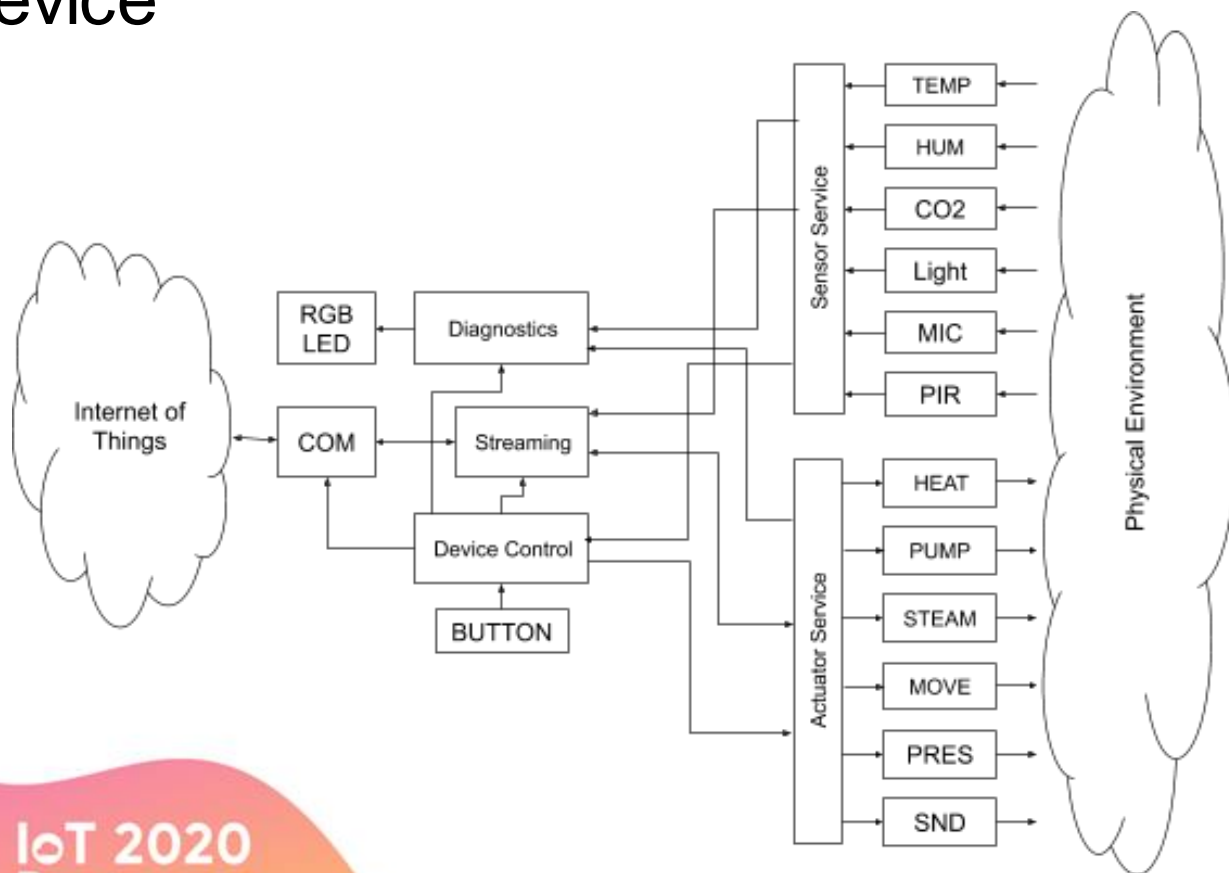 TEMP
HUM
CO2
Light
MIC
PIR
Sensor Service
Physical Environment
RGB
LED
Diagnostics
Internet of
Things
COM
Streaming
Device Control
BUTTON
Actuator Service
HEAT
PUMP
STEAM
MOVE
PRES
SND
IoT 2020